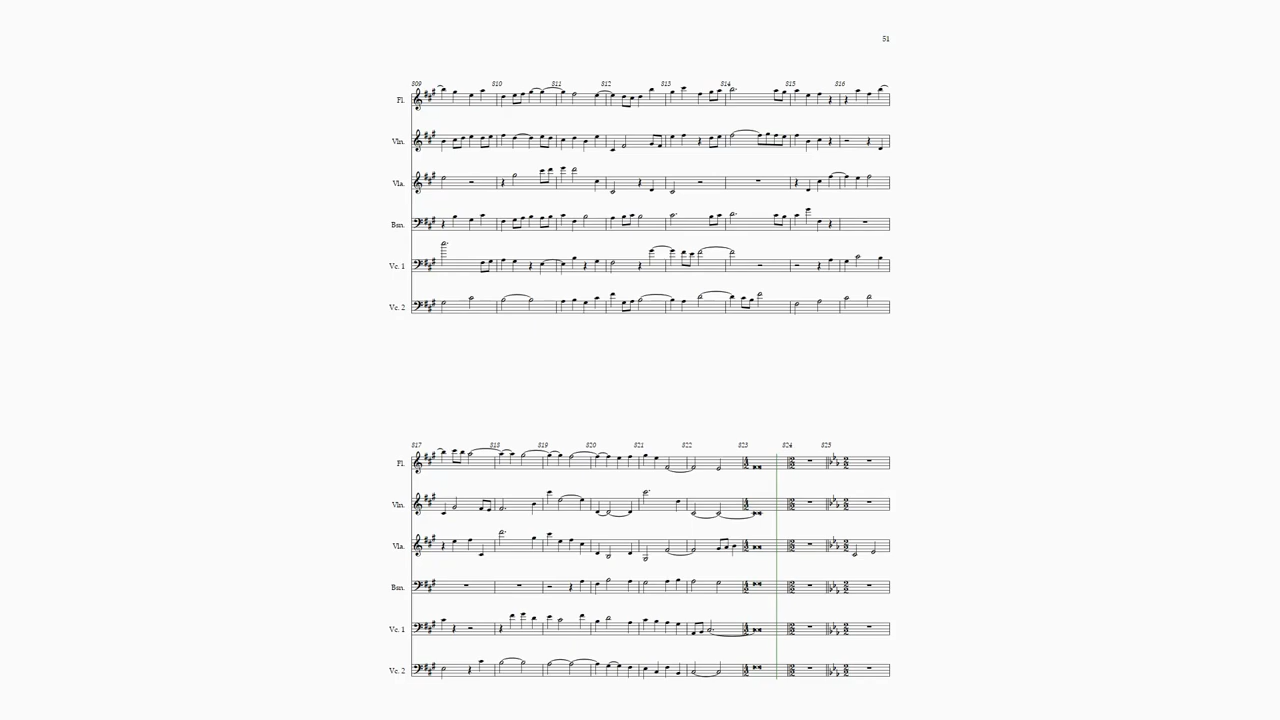 51
809 810 811 812 813 814 815 816
Fl.
Vln.
Vla.
Bsn.
Vc. 1
Vc. 2
817 818 819 820 821 822 823 824 825
Fl.
Vln.
Vla.
Bsn.
Vc. 1
Vc. 2